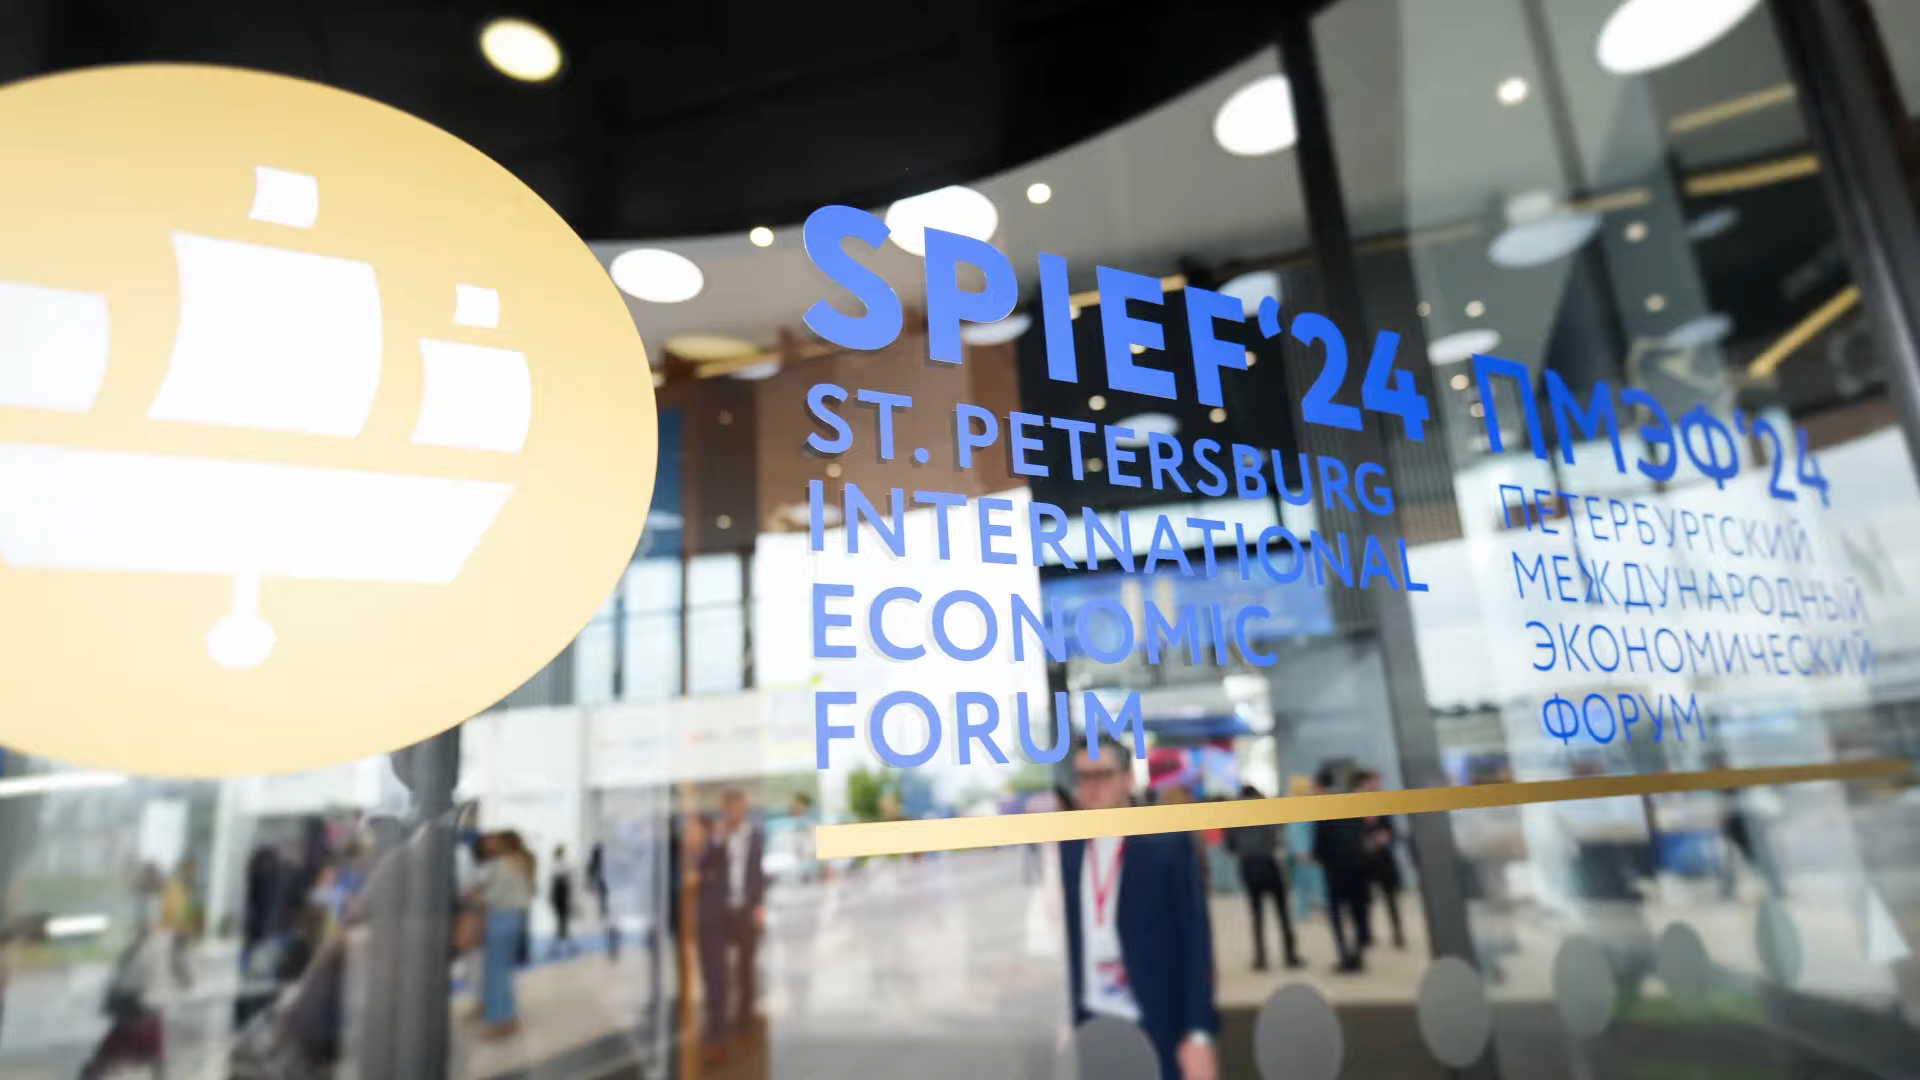 SPIEF‘24
ST. PETERSBURG
INTERNATIONAL
ECONOMIC
FORUM
ПМЭФ‘24
ПЕТЕРБУРГСКИЙ
МЕЖДУНАРОДНЫЙ
ЭКОНОМИЧЕСКИЙ
ФОРУМ